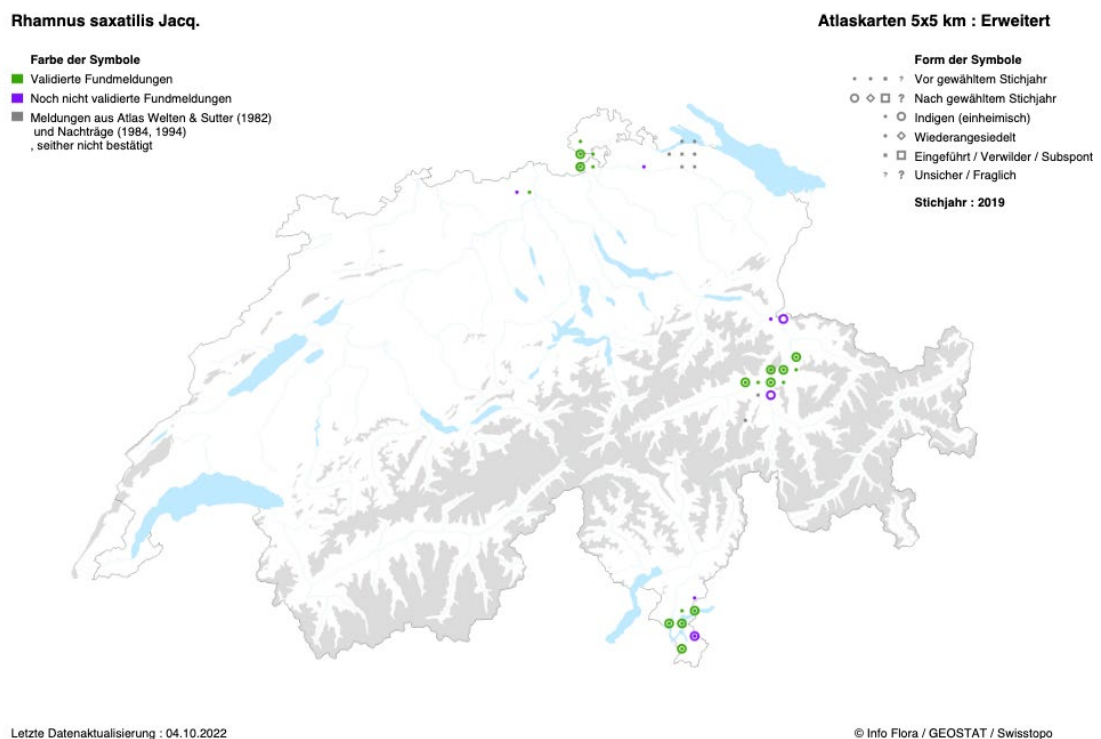 Rhamnus saxatilis Jacq.
Atlaskarten 5x5 km : Erweitert
Farbe der Symbole
Validierte Fundmeldungen
Noch nicht validierte Fundmeldungen
Meldungen aus Atlas Welten & Sutter (1982)
und Nachträge (1984, 1994)
, seither nicht bestätigt
Form der Symbole
? Vor gewähltem Stichjahr
? Nach gewähltem Stichjahr
Indigen (einheimisch)
Wiederangesiedelt
Eingeführt / Verwilder / Subspont
? ? Unsicher / Fraglich
Stichjahr : 2019
Letzte Datenaktualisierung : 04.10.2022
© Info Flora / GEOSTAT / Swisstopo